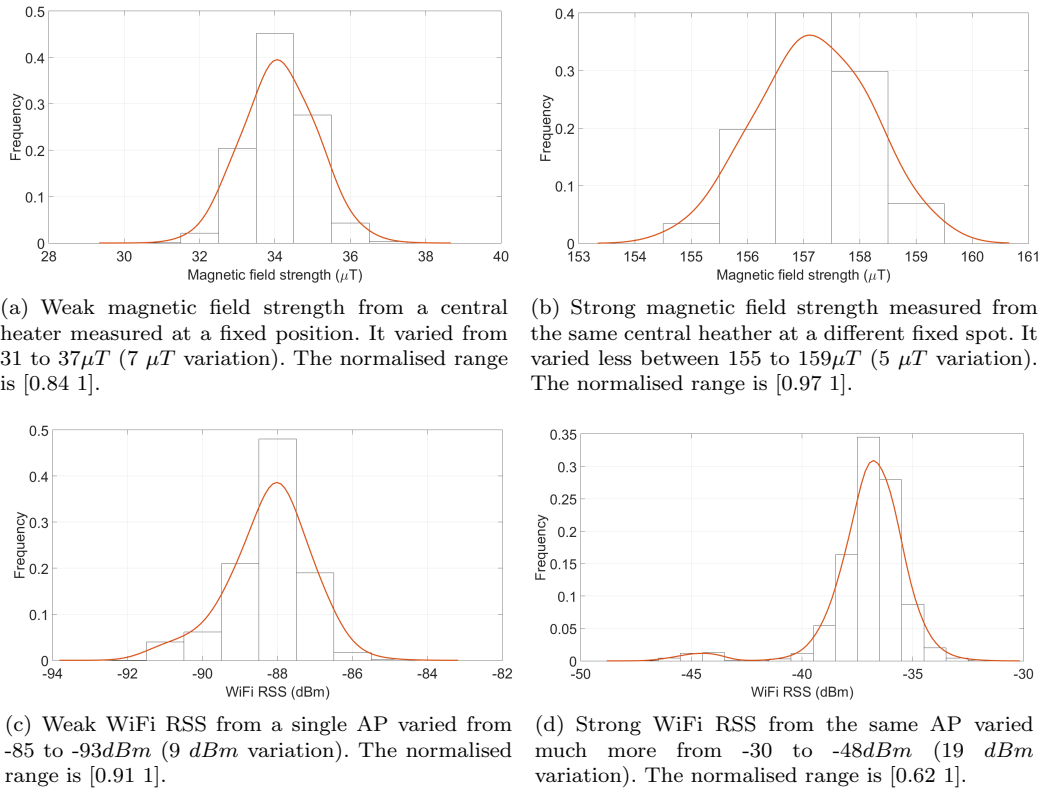 0.5
0.4
0.3
0.2
0.1
0
Frequency
28 30 32 34 36 38 40
Magnetic field strength (μT)
(a) Weak magnetic field strength from a central
heater measured at a fixed position. It varied from
31 to 37μT (7 μT variation). The normalised range
is [0.84 1].
0.4
0.3
0.2
0.1
0
Frequency
153 154 155 156 157 158 159 160 161
Magnetic field strength (μT)
(b) Strong magnetic field strength measured from
the same central heather at a different fixed spot. It
varied less between 155 to 159μT (5 μT variation).
The normalised range is [0.97 1].
0.5
0.4
0.3
0.2
0.1
0
Frequency
-94 -92 -90 -88 -86 -84 -82
WiFi RSS (dBm)
(c) Weak WiFi RSS from a single AP varied from
-85 to -93dBm (9 dBm variation). The normalised
range is [0.91 1].
0.35
0.3
0.25
0.2
0.15
0.1
0.05
0
Frequency
-50 -45 -40 -35 -30
WiFi RSS (dBm)
(d) Strong WiFi RSS from the same AP varied
much more from -30 to -48dBm (19 dBm
variation). The normalised range is [0.62 1].